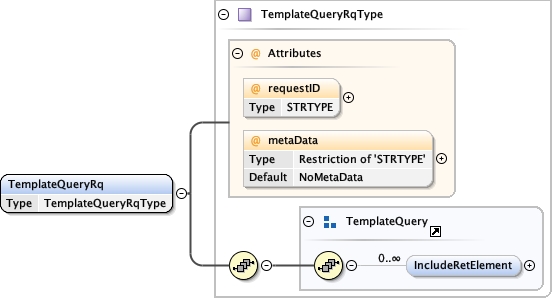 TemplateQueryRqType
@ Attributes
@ requestID
Type STRTYPE
@ metaData
Type Restriction of 'STRTYPE'
Default NoMetaData
TemplateQueryRq
Type TemplateQueryRqType
TemplateQuery
0..∞
IncludeRetElement